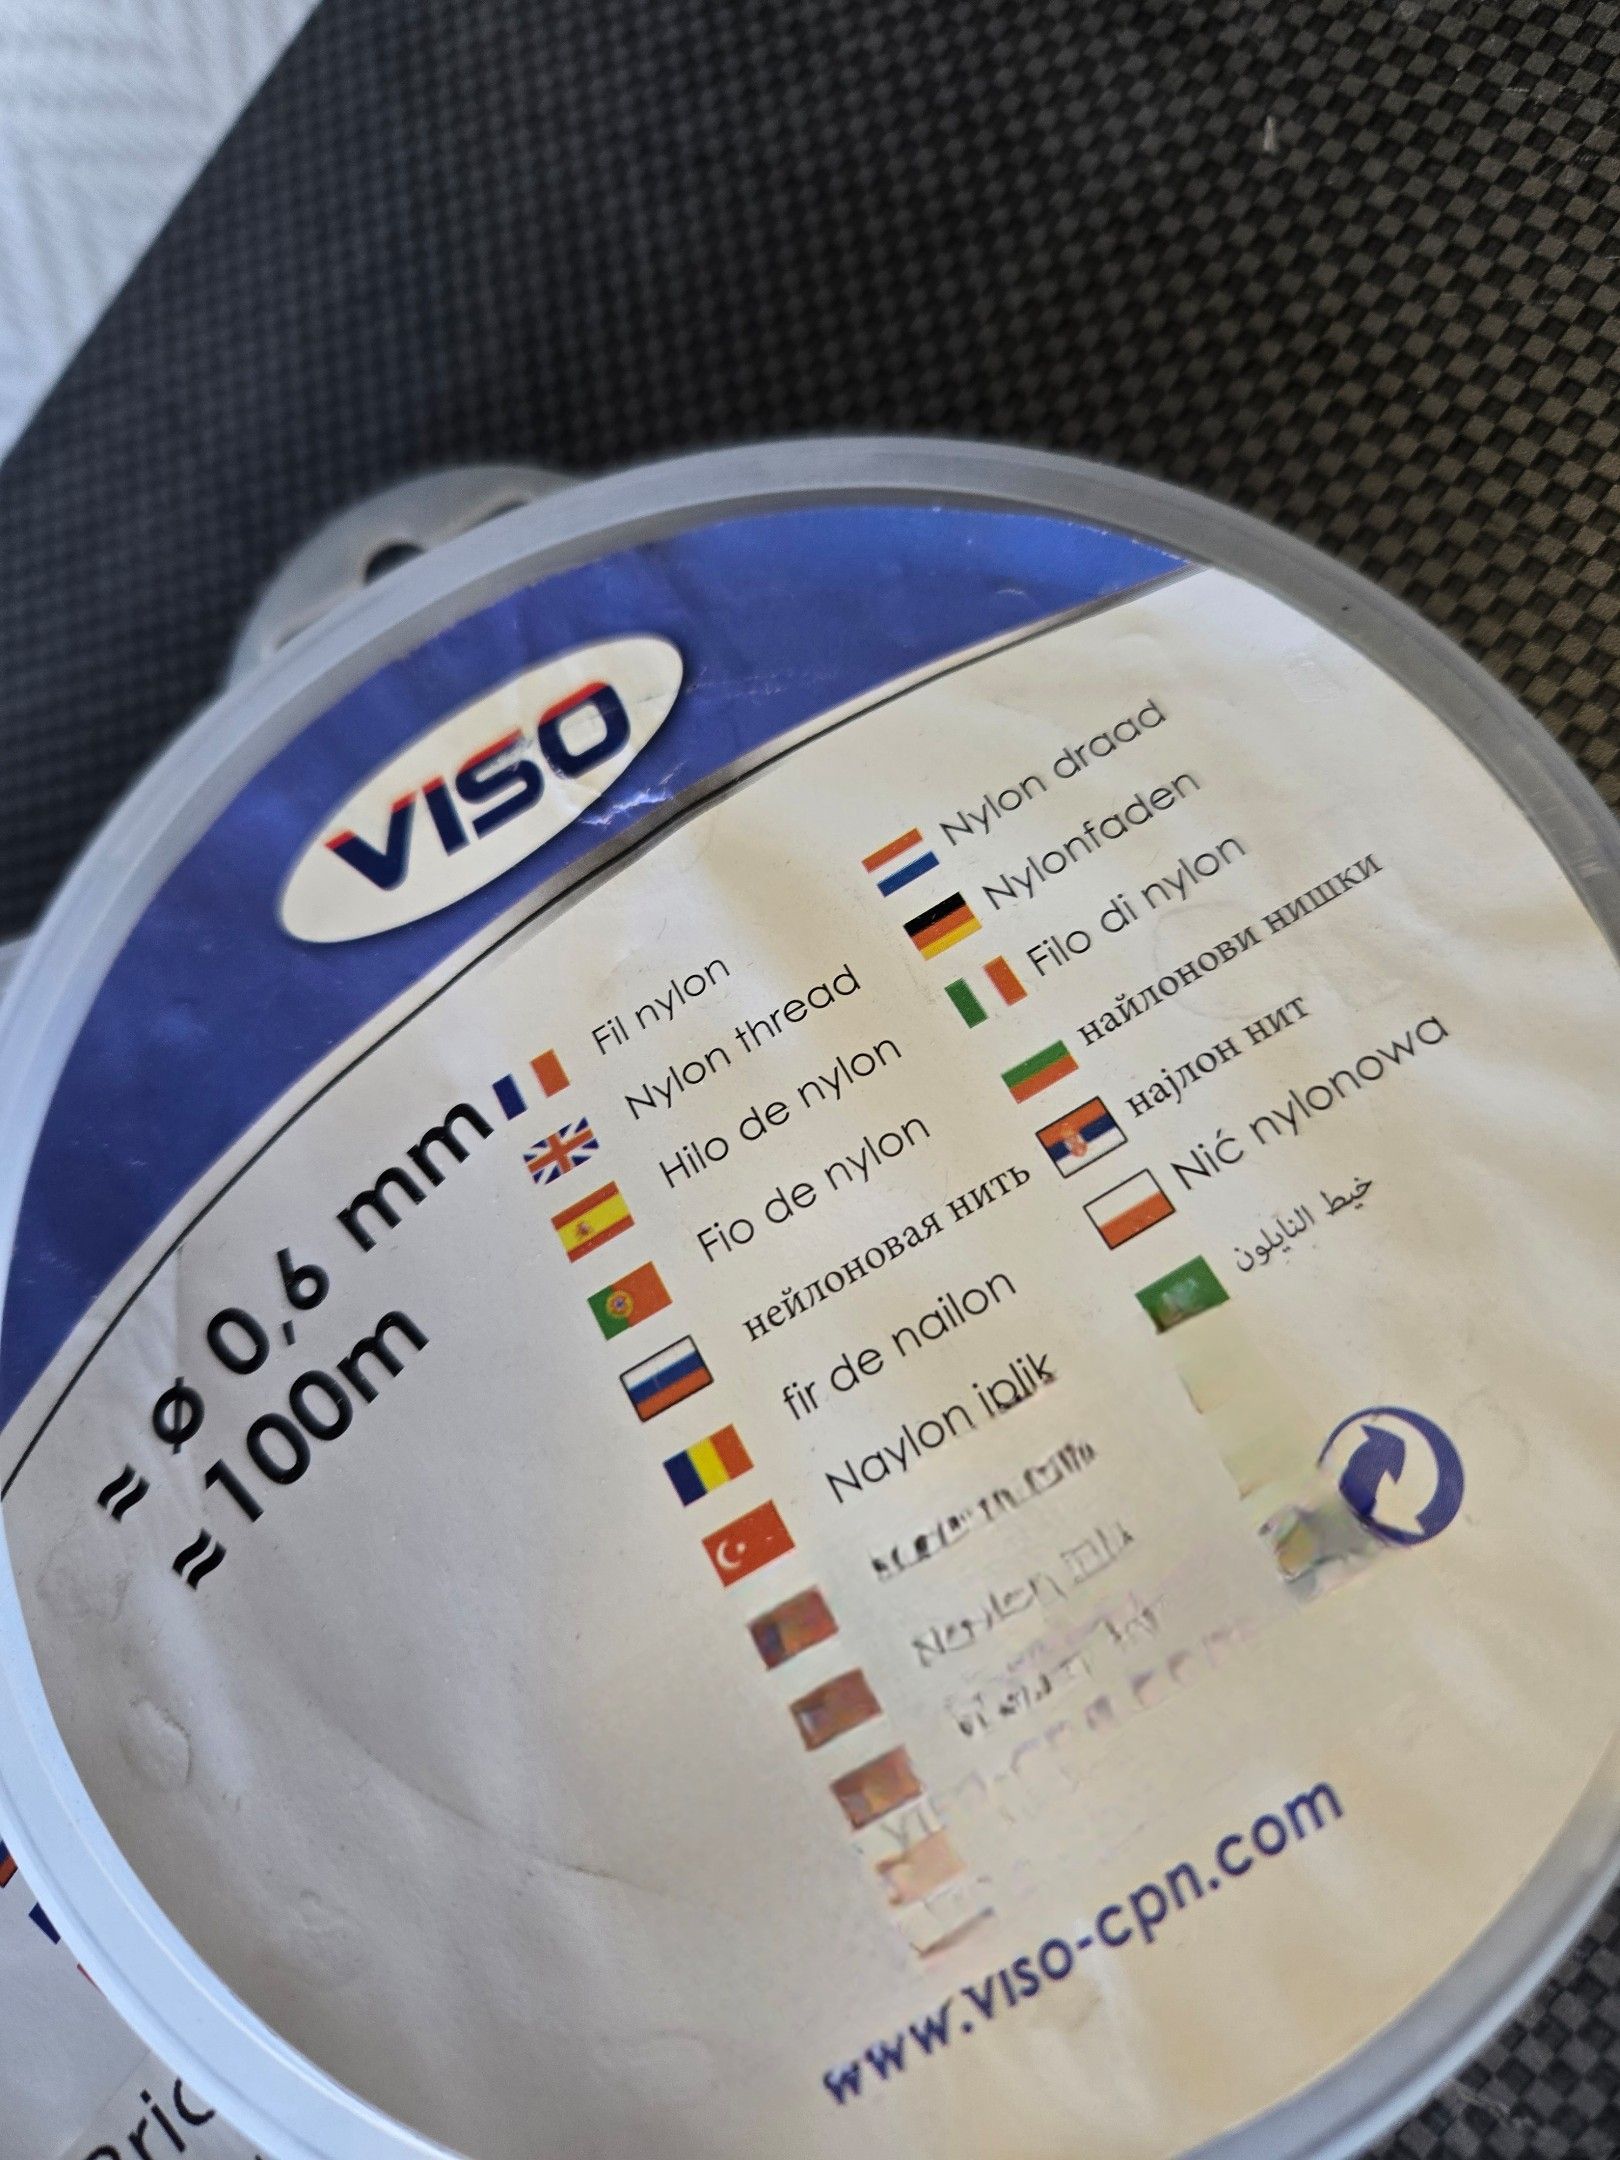 VISO
≈ ø 0,6 mm
≈ 100m
Fil nylon
Nylon thread
Hilo de nylon
Fio de nylon
нейлоновая нить
fir de nailon
Naylon iplik
Nylon draad
Nylonfaden
Filo di nylon
найлонови нишки
најлон нит
Nić nylonowa
خيط النايلون
www.viso-cpn.com